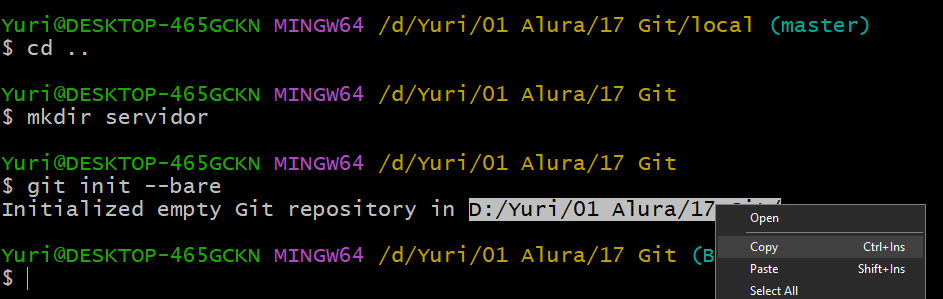 Yuri@DESKTOP-465GCKN MINGW64 /d/Yuri/01 Alura/17 Git/local (master)
$ cd ..
Yuri@DESKTOP-465GCKN MINGW64 /d/Yuri/01 Alura/17 Git
$ mkdir servidor
Yuri@DESKTOP-465GCKN MINGW64 /d/Yuri/01 Alura/17 Git
$ git init --bare
Initialized empty Git repository in D:/Yuri/01 Alura/17 Git/
Open
Yuri@DESKTOP-465GCKN MINGW64 /d/Yuri/01 Alura/17 Git (B
Copy Ctrl+Ins
$
Paste Shift+Ins
Select All